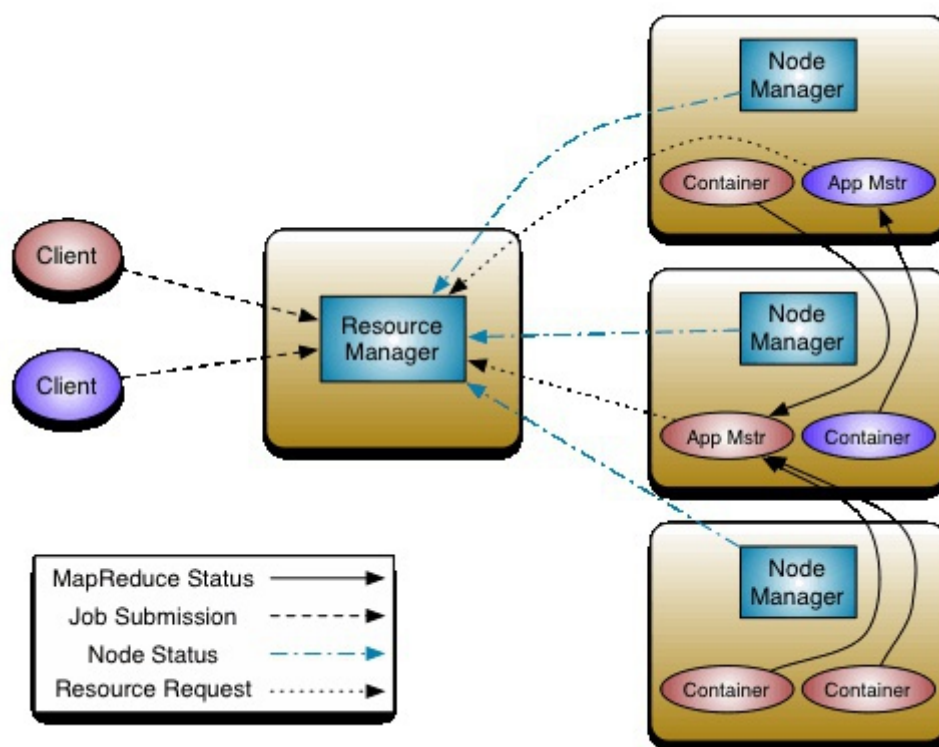 Node
Manager
Container
App Mstr
Client
Client
Resource
Manager
Node
Manager
App Mstr
Container
Node
Manager
Container
Container
MapReduce Status
Job Submission
Node Status
Resource Request